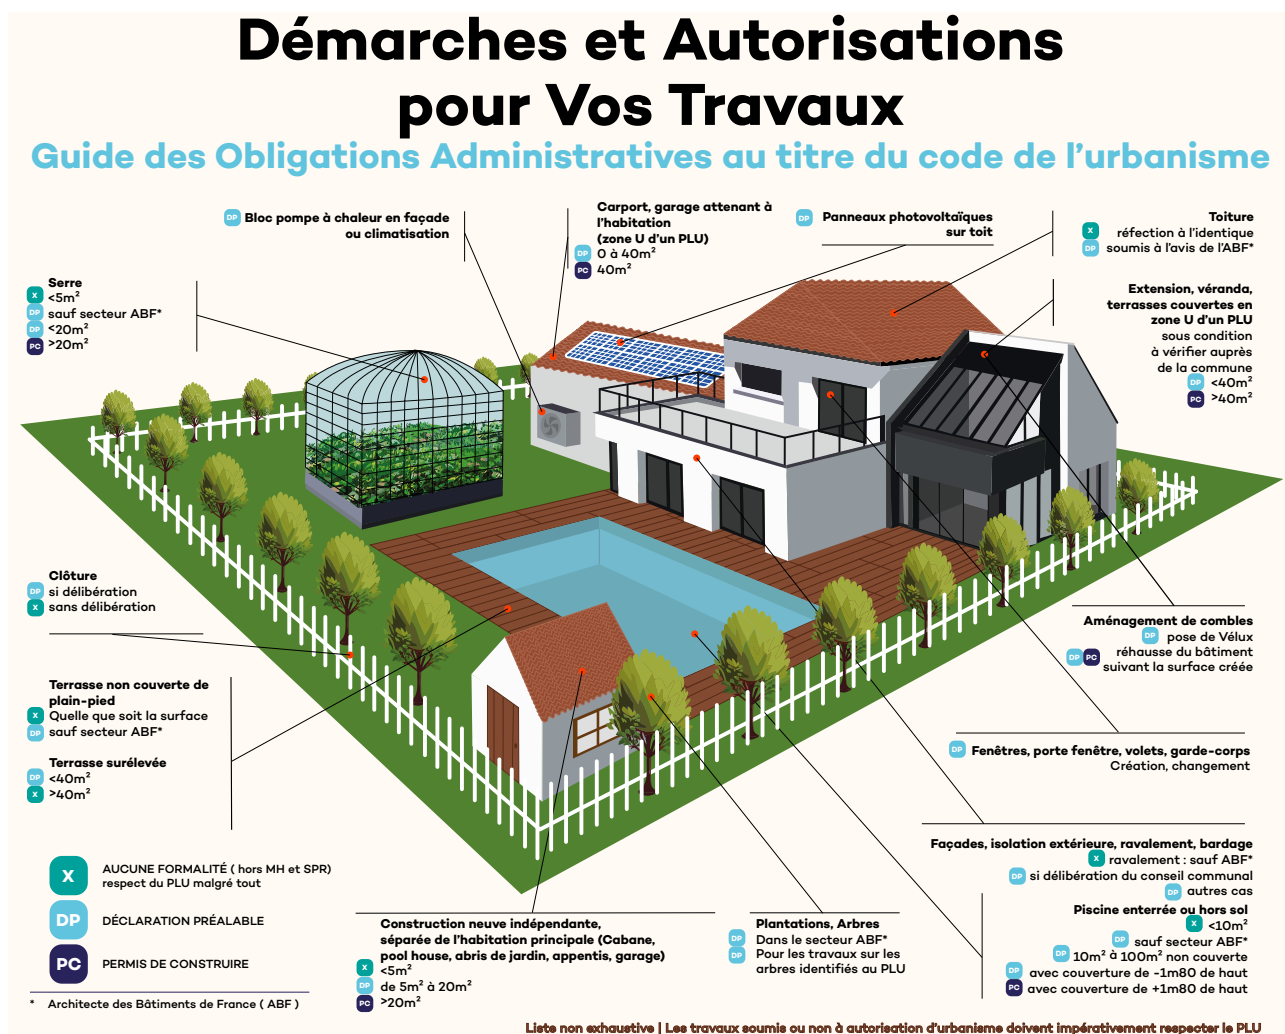 Démarches et Autorisations
pour Vos Travaux
Guide des Obligations Administratives au titre du code de l'urbanisme
DP Bloc pompe à chaleur en façade
ou climatisation
Carport, garage attenant à
l'habitation
(zone U d'un PLU)
DP 0 à 40m²
PC 40m²
DP Panneaux photovoltaïques
sur toit
Toiture
X réfection à l'identique
DP soumis à l'avis de l'ABF*
Serre
X <5m²
DP sauf secteur ABF*
DP <20m²
PC >20m²
Extension, véranda,
terrasses couvertes en
zone U d'un PLU
sous condition
à vérifier auprès
de la commune
DP <40m²
PC >40m²
Clôture
DP si délibération
X sans délibération
Terrasse non couverte de
plain-pied
X Quelle que soit la surface
DP sauf secteur ABF*
Terrasse surélevée
DP <40m²
X >40m²
Aménagement de combles
DP pose de Vélux
réhausse du bâtiment
DP PC suivant la surface créée
DP Fenêtres, porte fenêtre, volets, garde-corps
Création, changement
Façades, isolation extérieure, ravalement, bardage
X ravalement : sauf ABF*
DP si délibération du conseil communal
DP autres cas
Piscine enterrée ou hors sol
X <10m²
DP sauf secteur ABF*
DP 10m² à 100m² non couverte
DP avec couverture de -1m80 de haut
PC avec couverture de +1m80 de haut
X AUCUNE FORMALITÉ ( hors MH et SPR)
respect du PLU malgré tout
DP DÉCLARATION PRÉALABLE
PC PERMIS DE CONSTRUIRE
* Architecte des Bâtiments de France ( ABF )
Construction neuve indépendante,
séparée de l'habitation principale (Cabane,
pool house, abris de jardin, appentis, garage)
X <5m²
DP de 5m² à 20m²
PC >20m²
Plantations, Arbres
DP Dans le secteur ABF*
DP Pour les travaux sur les
arbres identifiés au PLU
Liste non exhaustive | Les travaux soumis ou non à autorisation d'urbanisme doivent impérativement respecter le PLU